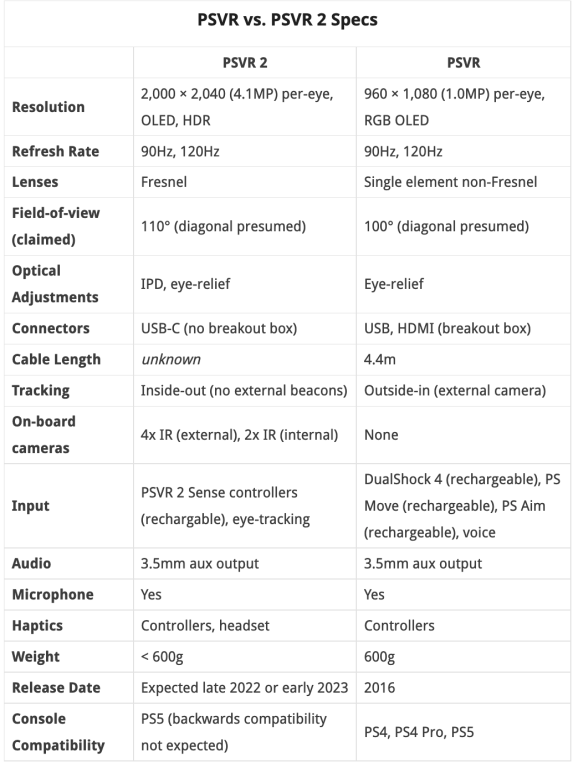 PSVR vs. PSVR 2 Specs
PSVR 2
PSVR
Resolution
2,000 × 2,040 (4.1MP) per-eye,
OLED, HDR
960 × 1,080 (1.0MP) per-eye,
RGB OLED
Refresh Rate
90Hz, 120Hz
90Hz, 120Hz
Lenses
Fresnel
Single element non-Fresnel
Field-of-view
(claimed)
110° (diagonal presumed)
100° (diagonal presumed)
Optical
Adjustments
IPD, eye-relief
Eye-relief
Connectors
USB-C (no breakout box)
USB, HDMI (breakout box)
Cable Length
unknown
4.4m
Tracking
Inside-out (no external beacons)
Outside-in (external camera)
On-board
cameras
4x IR (external), 2x IR (internal)
None
Input
PSVR 2 Sense controllers
(rechargable), eye-tracking
DualShock 4 (rechargeable), PS
Move (rechargeable), PS Aim
(rechargeable), voice
Audio
3.5mm aux output
3.5mm aux output
Microphone
Yes
Yes
Haptics
Controllers, headset
Controllers
Weight
< 600g
600g
Release Date
Expected late 2022 or early 2023
2016
Console
Compatibility
PS5 (backwards compatibility
not expected)
PS4, PS4 Pro, PS5